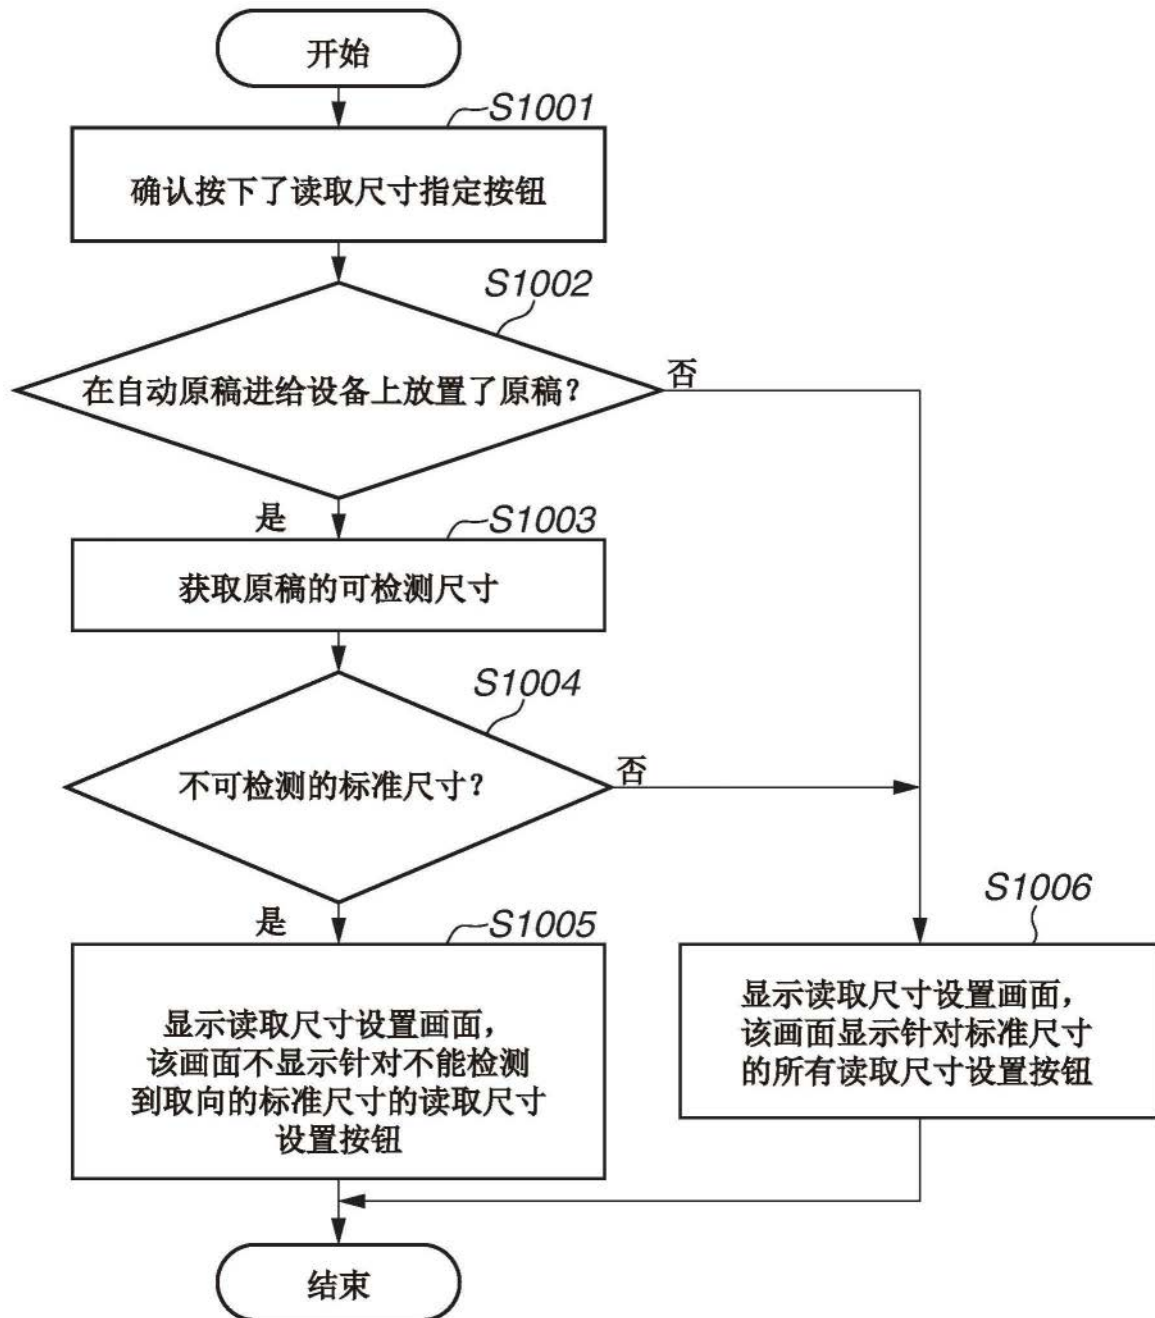 开始
S1001
确认按下了读取尺寸指定按钮
S1002
在自动原稿进给设备上放置了原稿？
否
是
S1003
获取原稿的可检测尺寸
S1004
不可检测的标准尺寸？
否
是
S1005
显示读取尺寸设置画面，
该画面不显示针对不能检测
到取向的标准尺寸的读取尺寸
设置按钮
S1006
显示读取尺寸设置画面，
该画面显示针对标准尺寸
的所有读取尺寸设置按钮
结束